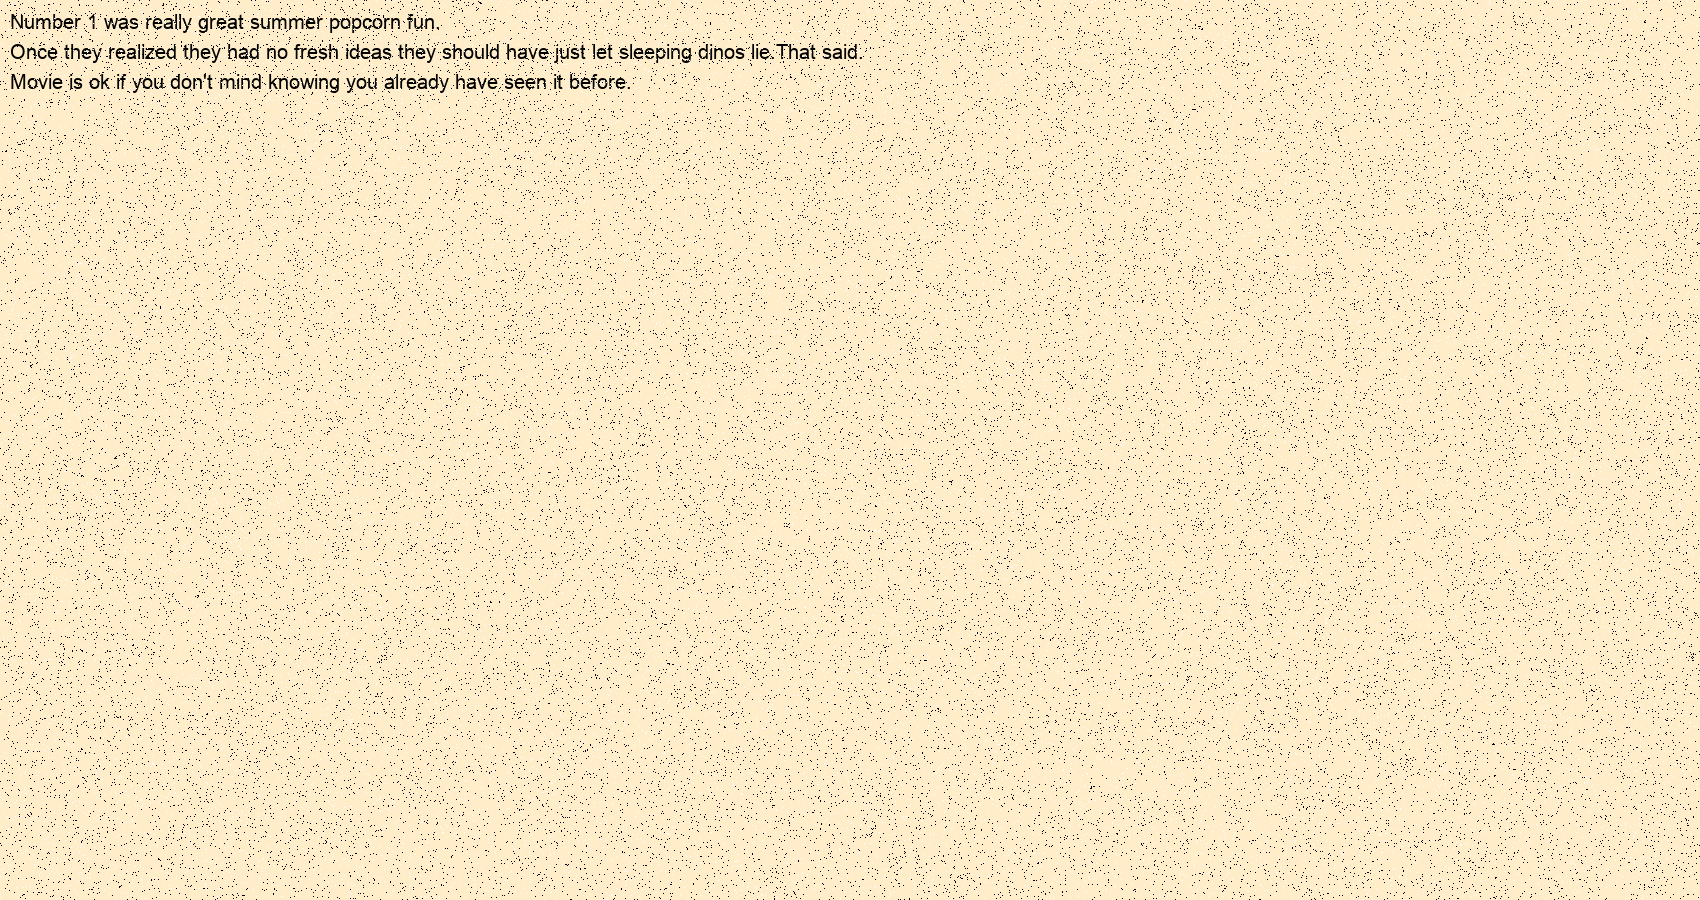 Number 1 was really great summer popcorn fun.
Once they realized they had no fresh ideas they should have just let sleeping dinos lie.That said.
Movie is ok if you don't mind knowing you already have seen it before.